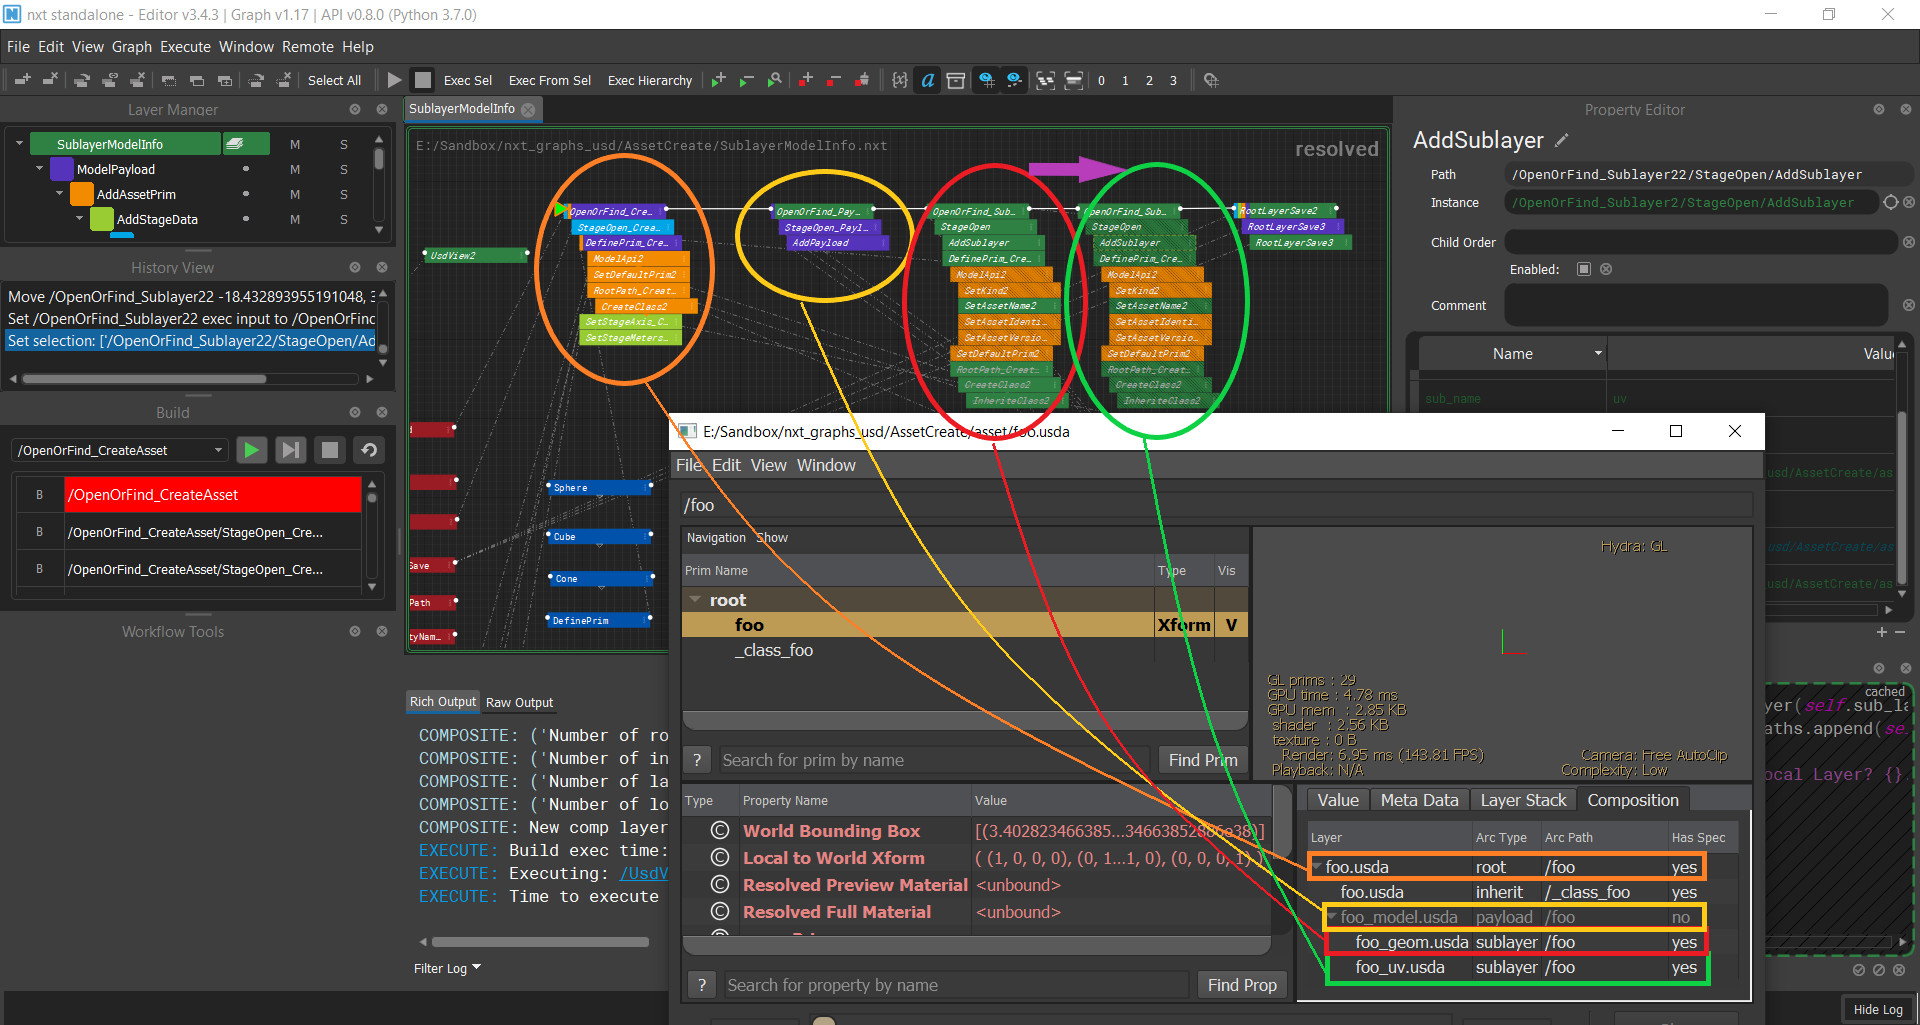 nxt standalone - Editor v3.4.3 | Graph v1.17 | API v0.8.0 (Python 3.7.0)
File Edit View Graph Execute Window Remote Help
Select All Exec Sel Exec From Sel Exec Hierarchy {x} a 0 1 2 3
Layer Manger
SublayerModelInfo M S
ModelPayload M S
AddAssetPrim M S
AddStageData M S
History View
Move /OpenOrFind_Sublayer22 -18.432893955191048, 3
Set /OpenOrFind_Sublayer22 exec input to /OpenOrFinc
Set selection: ['/OpenOrFind_Sublayer22/StageOpen/Ad
Build
/OpenOrFind_CreateAsset
B /OpenOrFind_CreateAsset
B /OpenOrFind_CreateAsset/StageOpen_Cre...
B /OpenOrFind_CreateAsset/StageOpen_Cre...
Workflow Tools
SublayerModelInfo
E:/Sandbox/nxt_graphs_usd/AssetCreate/SublayerModelInfo.nxt
resolved
UsdView2
OpenOrFind_Cre...
StageOpen_Crea...
DefinePrim_Cre...
ModelApi2
SetDefaultPrim2
RootPath_Creat...
CreateClass2
SetStageAxis_C...
SetStageMeters...
OpenOrFind_Pay...
StageOpen_Payl...
AddPayload
OpenOrFind_Sub...
StageOpen
AddSublayer
DefinePrim_Cre...
ModelApi2
SetKind2
SetAssetName2
SetAssetIdenti...
SetAssetVersio...
SetDefaultPrim2
RootPath_Creat...
CreateClass2
InheriteClass2
OpenOrFind_Sub...
StageOpen
AddSublayer
DefinePrim_Cre...
ModelApi2
SetKind2
SetAssetName2
SetAssetIdenti...
SetAssetVersio...
SetDefaultPrim2
RootPath_Creat...
CreateClass2
InheriteClass2
RootLayerSave2
RootLayerSave3
RootLayerSave3
d
Save
Path
tyNam...
Sphere
Cube
Cone
DefinePrim
Rich Output Raw Output
COMPOSITE: ('Number of ro
COMPOSITE: ('Number of in
COMPOSITE: ('Number of la
COMPOSITE: ('Number of lo
COMPOSITE: New comp layer
EXECUTE: Build exec time:
EXECUTE: Executing: /UsdV
EXECUTE: Time to execute
Filter Log
Property Editor
AddSublayer
Path /OpenOrFind_Sublayer22/StageOpen/AddSublayer
Instance /OpenOrFind_Sublayer2/StageOpen/AddSublayer
Child Order
Enabled:
Comment
Name Value
sub_name uv
usd/AssetCreate/as
usd/AssetCreate/as
usd/AssetCreate/as
cached
yer(self.sub_la
aths.append(se
ocal Layer? {}.
Hide Log
E:/Sandbox/nxt_graphs_usd/AssetCreate/asset/foo.usda
File Edit View Window
/foo
Navigation Show
Prim Name Type Vis
root
foo Xform V
_class_foo
? Search for prim by name Find Prim
Hydra: GL
GL prims : 29
GPU time : 4.78 ms
GPU mem : 2.85 KB
shader : 2.56 KB
texture : 0 B
Render: 6.95 ms (143.81 FPS)
Playback: N/A
Camera: Free AutoClip
Complexity: Low
Type Property Name Value
C World Bounding Box [(3.402823466385...34663852886e38)]
C Local to World Xform ( (1, 0, 0, 0), (0, 1...1, 0), (0, 0, 0, 1) )
C Resolved Preview Material <unbound>
C Resolved Full Material <unbound>
? Search for property by name Find Prop
Value Meta Data Layer Stack Composition
Layer Arc Type Arc Path Has Spec
foo.usda root /foo yes
foo.usda inherit /_class_foo yes
foo_model.usda payload /foo no
foo_geom.usda sublayer /foo yes
foo_uv.usda sublayer /foo yes